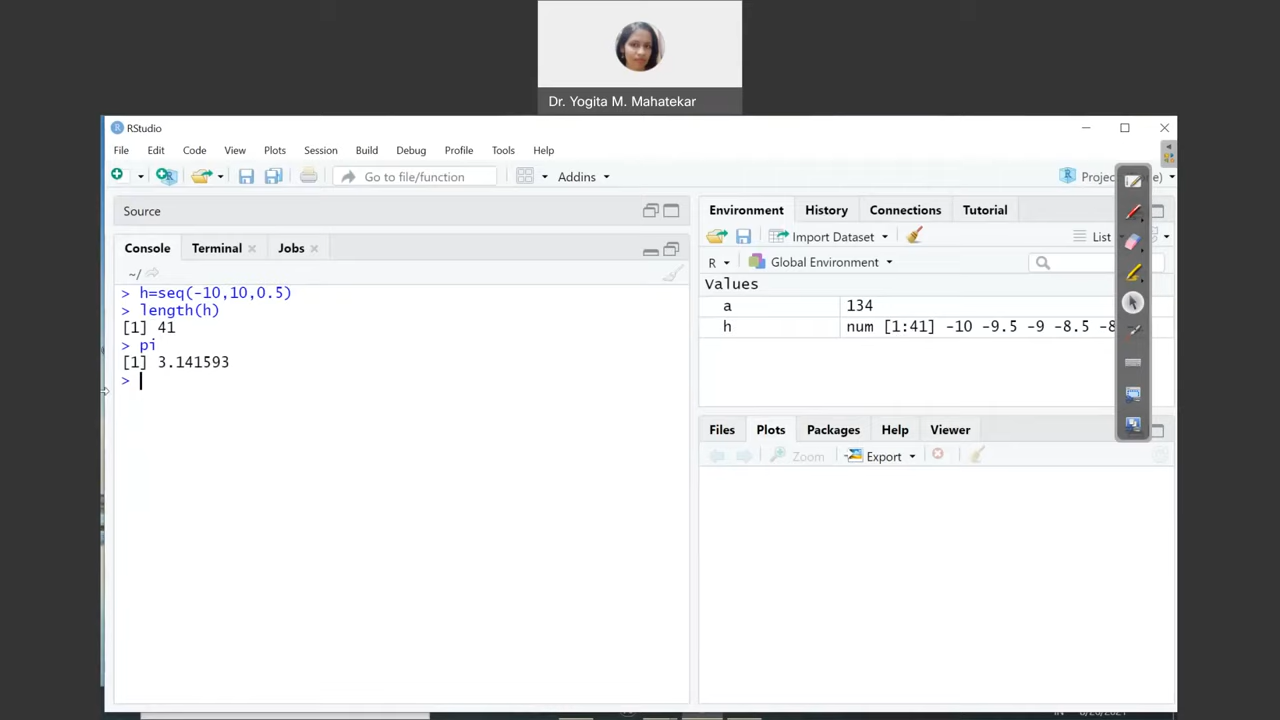 Dr. Yogita M. Mahatekar
RStudio
File Edit Code View Plots Session Build Debug Profile Tools Help
Go to file/function Addins
Source
Environment History Connections Tutorial
Console Terminal Jobs
Import Dataset List
~/
R Global Environment
Values
a 134
h num [1:41] -10 -9.5 -9 -8.5
> h=seq(-10,10,0.5)
> length(h)
[1] 41
> pi
[1] 3.141593
>
Files Plots Packages Help Viewer
Zoom Export